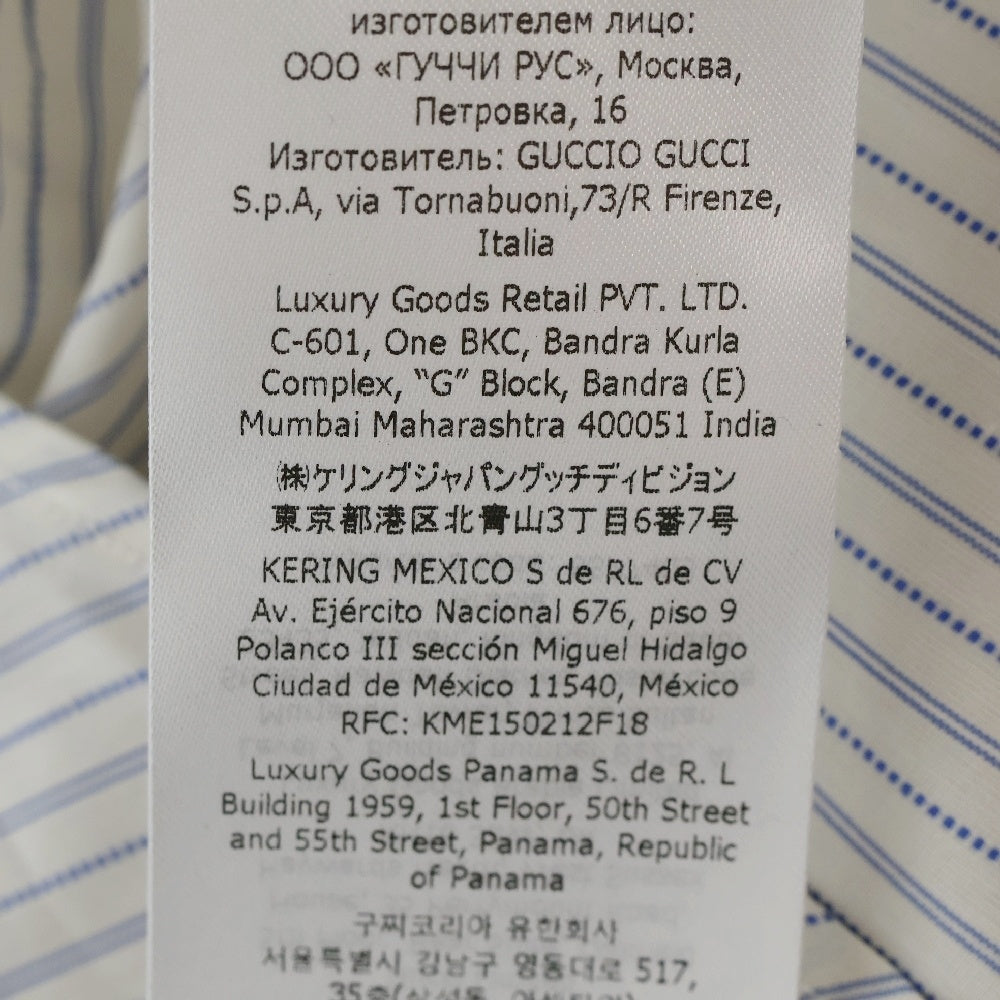 изготовителем лицо:
ООО «ГУЧЧИ РУС», Москва,
Петровка, 16
Изготовитель: GUCCIO GUCCI
S.p.A, via Tornabuoni,73/R Firenze,
Italia
Luxury Goods Retail PVT. LTD.
C-601, One BKC, Bandra Kurla
Complex, “G” Block, Bandra (E)
Mumbai Maharashtra 400051 India
㈱ケリングジャパングッチディビジョン
東京都港区北青山3丁目6番7号
KERING MEXICO S de RL de CV
Av. Ejército Nacional 676, piso 9
Polanco III sección Miguel Hidalgo
Ciudad de México 11540, México
RFC: KME150212F18
Luxury Goods Panama S. de R. L
Building 1959, 1st Floor, 50th Street
and 55th Street, Panama, Republic
of Panama
구찌코리아 유한회사
서울특별시 강남구 영동대로 517,